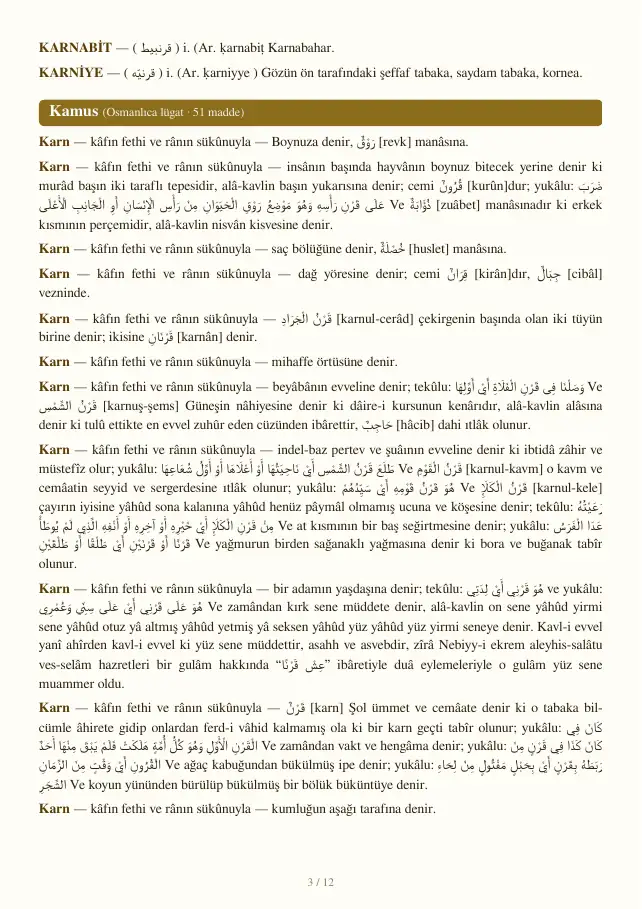 KARNABİT — ( قرنبيط ) i. (Ar. ḳarnabiṭ Karnabahar.
KARNİYE — ( قرنيّه ) i. (Ar. ḳarniyye ) Gözün ön tarafındaki şeffaf tabaka, saydam tabaka, kornea.
Kamus (Osmanlıca lügat · 51 madde)
Karn — kâfın fethi ve rânın sükûnuyla — Boynuza denir, رَوْقٌ [revk] manâsına.
Karn — kâfın fethi ve rânın sükûnuyla — insânın başında hayvânın boynuz bitecek yerine denir ki
murâd başın iki taraflı tepesidir, alâ-kavlin başın yukarısına denir; cemi قُرُونٌ [kurûn]dur; yukâlu: ضَرَبَ
عَلَى قَرْنِ رَأْسِهِ وَهُوَ مَوْضِعُ رَوْقِ الْحَيَوَانِ مِنْ رَأْسِ الْإِنْسَانِ أَوِ الْجَانِبِ الْأَعْلَى Ve ذُؤَابَةٌ [zuâbet] manâsınadır ki erkek
kısmının perçemidir, alâ-kavlin nisvân kisvesine denir.
Karn — kâfın fethi ve rânın sükûnuyla — saç bölüğüne denir, خُصْلَةٌ [huslet] manâsına.
Karn — kâfın fethi ve rânın sükûnuyla — dağ yöresine denir; cemi قِرَانٌ [kirân]dır, جِبَالٌ [cibâl]
vezninde.
Karn — kâfın fethi ve rânın sükûnuyla — قَرْنُ الْجَرَادِ [karnul-cerâd] çekirgenin başında olan iki tüyün
birine denir; ikisine قَرْنَانِ [karnân] denir.
Karn — kâfın fethi ve rânın sükûnuyla — mihaffe örtüsüne denir.
Karn — kâfın fethi ve rânın sükûnuyla — beyâbânın evveline denir; tekûlu: وَصَلْنَا فِى قَرْنِ الْفَلَاةِ أَيْ أَوَّلِهَا Ve
قَرْنُ الشَّمْسِ [karnuş-şems] Güneşin nâhiyesine denir ki dâire-i kursunun kenârıdır, alâ-kavlin alâsına
denir ki tulû ettikte en evvel zuhûr eden cüzünden ibârettir, حَاجِبٌ [hâcib] dahi ıtlâk olunur.
Karn — kâfın fethi ve rânın sükûnuyla — indel-baz pertev ve şuâının evveline denir ki ibtidâ zâhir ve
müstefîz olur; yukâlu: طَلَعَ قَرْنُ الشَّمْسِ أَيْ نَاحِيَتُهَا أَوْ أَعْلَاهَا أَوْ أَوَّلُ شُعَاعِهَا Ve قَرْنُ الْقَوْمِ [karnul-kavm] o kavm ve
cemâatin seyyid ve sergerdesine ıtlâk olunur; yukâlu: هُوَ قَرْنُ قَوْمِهِ أَيْ سَيِّدُهُمْ Ve قَرْنُ الْكَلَإِ [karnul-kele]
çayırın iyisine yâhûd sona kalanına yâhûd henüz pâymâl olmamış ucuna ve köşesine denir; tekûlu: رَعَيْتُهُ
مِنْ قَرْنِ الْكَلَإِ أَيْ خَيْرِهِ أَوْ آخِرِهِ أَوْ أَنْفِهِ الَّذِي لَمْ يُوطَأْ Ve at kısmının bir baş seğirtmesine denir; yukâlu: عَدَا الْفَرَسُ
قَرْنًا أَوْ قَرْنَيْنِ أَيْ طَلَقًا أَوْ طَلَقَيْنِ Ve yağmurun birden sağanaklı yağmasına denir ki bora ve buğanak tabîr
olunur.
Karn — kâfın fethi ve rânın sükûnuyla — bir adamın yaşdaşına denir; tekûlu: هُوَ قَرْنِي أَيْ لِدَتِي ve yukâlu:
هُوَ عَلَى قَرْنِي أَيْ عَلَى سِنِّي وَعُمْرِي Ve zamândan kırk sene müddete denir, alâ-kavlin on sene yâhûd yirmi
sene yâhûd otuz yâ altmış yâhûd yetmiş yâ seksen yâhûd yüz yâhûd yüz yirmi seneye denir. Kavl-i evvel
yanî ahîrden kavl-i evvel ki yüz sene müddettir, asahh ve asvebdir, zîrâ Nebiyy-i ekrem aleyhis-salâtu
ves-selâm hazretleri bir gulâm hakkında “عِشْ قَرْنًا” ibâretiyle duâ eylemeleriyle o gulâm yüz sene
muammer oldu.
Karn — kâfın fethi ve rânın sükûnuyla — قَرْنٌ [karn] Şol ümmet ve cemâate denir ki o tabaka bil-
cümle âhirete gidip onlardan ferd-i vâhid kalmamış ola ki bir karn geçti tabîr olunur; yukâlu: كَانَ فِى
الْقَرْنِ الْأَوَّلِ وَهُوَ كُلُّ أُمَّةٍ هَلَكَتْ فَلَمْ يَبْقَ مِنْهَا أَحَدٌ Ve zamândan vakt ve hengâma denir; yukâlu: كَانَ كَذَا فِى قَرْنٍ مِنَ
الْقُرُونِ أَيْ وَقْتٍ مِنَ الزَّمَانِ Ve ağaç kabuğundan bükülmüş ipe denir; yukâlu: رَبَطَهُ بِقَرْنٍ أَيْ بِحَبْلٍ مَفْتُولٍ مِنْ لِحَاءِ
الشَّجَرِ Ve koyun yününden bürülüp bükülmüş bir bölük büküntüye denir.
Karn — kâfın fethi ve rânın sükûnuyla — kumluğun aşağı tarafına denir.
3 / 12